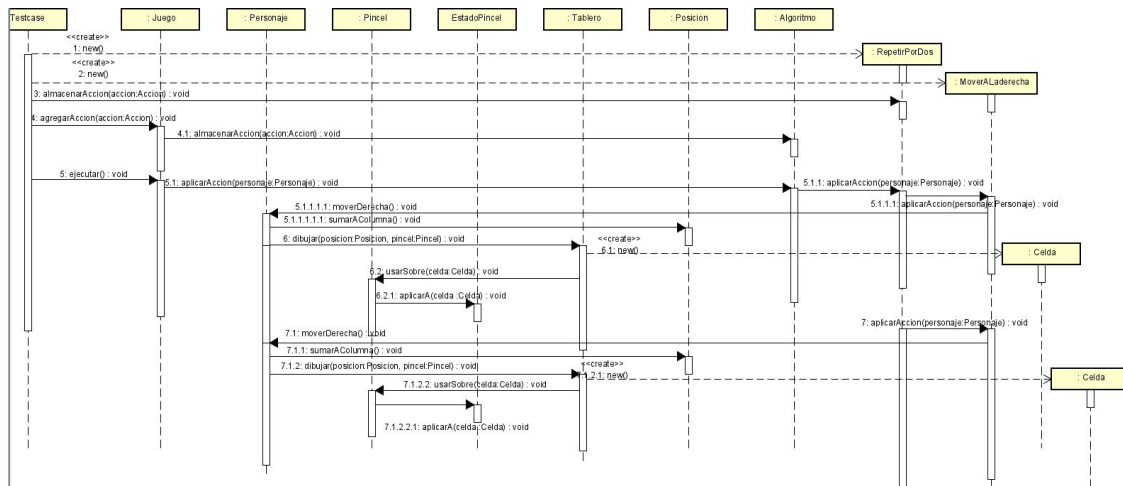 Testcase : Juego : Personaje : Pincel : EstadoPincel : Tablero : Posicion : Algoritmo
<<create>>
1: new()
: RepetirPorDos
<<create>>
2: new()
: MoverALaderecha
3: almacenarAccion(accion:Accion) : void
4: agregarAccion(accion:Accion) : void
4.1: almacenarAccion(accion:Accion) : void
5: ejecutar() : void
5.1: aplicarAccion(personaje:Personaje) : void
5.1.1: aplicarAccion(personaje:Personaje) : void
5.1.1.1: aplicarAccion(personaje:Personaje) : void
5.1.1.1.1: moverDerecha() : void
5.1.1.1.1.1: sumarAColumna() : void
6: dibujar(posicion:Posicion, pincel:Pincel) : void
<<create>>
6.1: new()
: Celda
6.2: usarSobre(celda:Celda) : void
6.2.1: aplicarA(celda :Celda) : void
7: aplicarAccion(personaje:Personaje) : void
7.1: moverDerecha() : void
7.1.1: sumarAColumna() : void
7.1.2: dibujar(posicion:Posicion, pincel:Pincel) : void
<<create>>
7.1.2.1: new()
: Celda
7.1.2.2: usarSobre(celda:Celda) : void
7.1.2.2.1: aplicarA(celda :Celda) : void